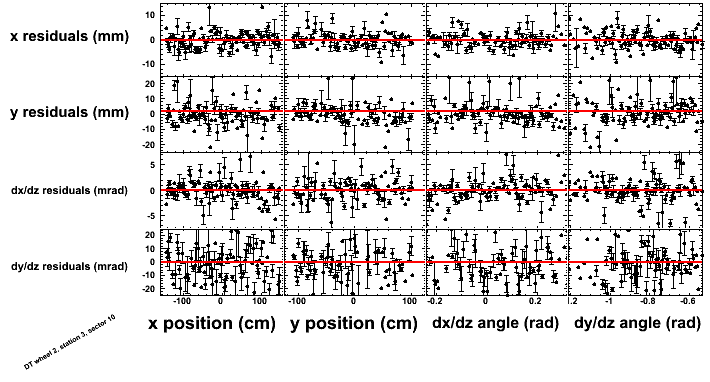 x residuals (mm)
10
5
0
-5
-10
y residuals (mm)
20
10
0
-10
-20
dx/dz residuals (mrad)
5
0
-5
dy/dz residuals (mrad)
20
10
0
-10
-20
-100 0 100
-100 0 100
-0.2 0 0.2
-1.2 -1 -0.8 -0.6
x position (cm) y position (cm) dx/dz angle (rad) dy/dz angle (rad)
DT wheel 2, station 3, sector 10